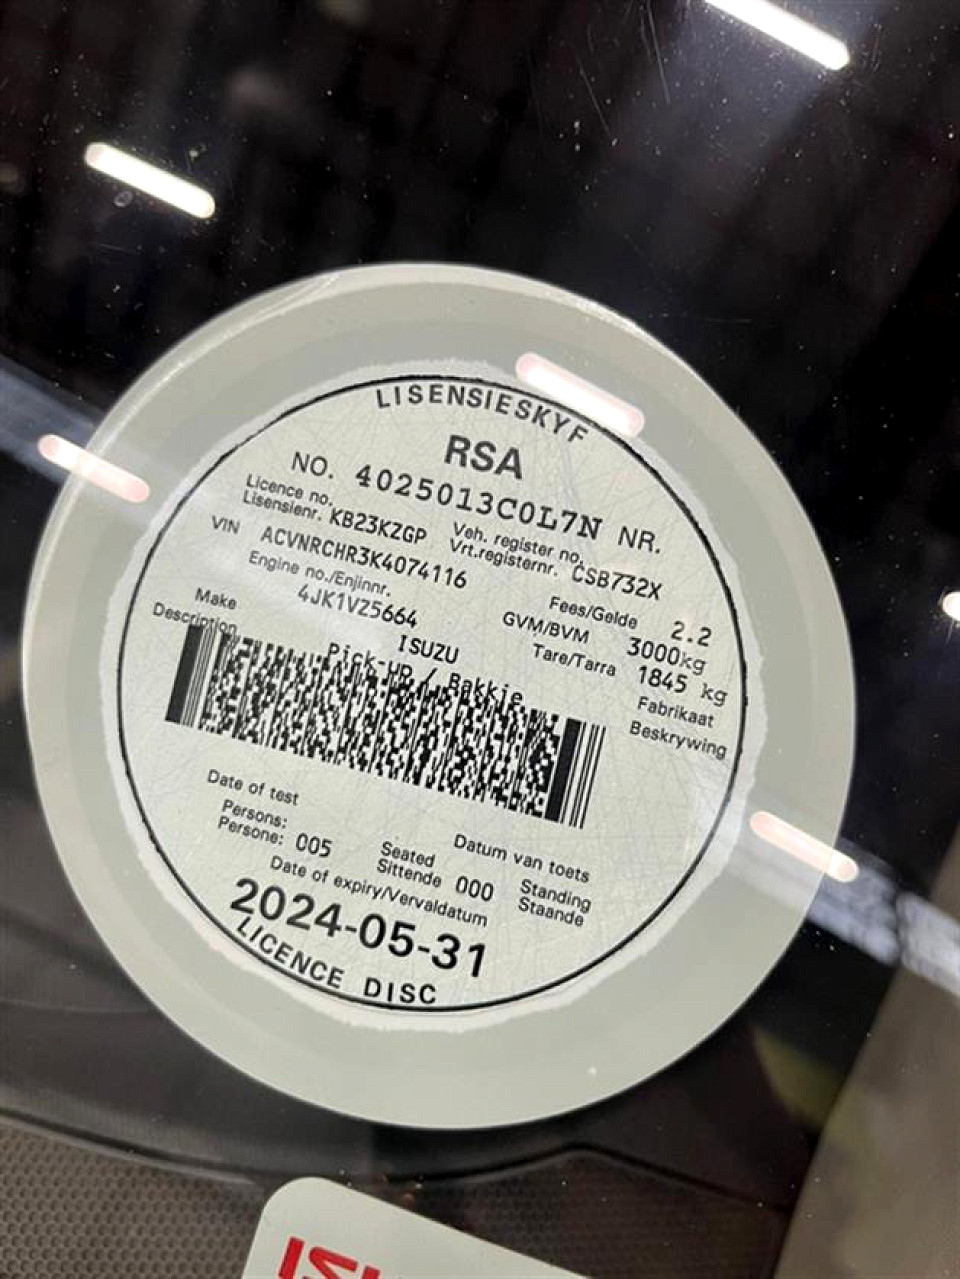 LISENSIESKYF
RSA
NO. 4025013C0L7N NR.
Licence no.
Lisensienr. KB23KZGP
Veh. register no.
Vrt.registernr. CSB732X
VIN ACVNRCHR3K4074116
Engine no./Enjinnr.
4JK1VZ5664
Fees/Gelde 2.2
GVM/BVM 3000kg
Tare/Tarra 1845 kg
Make ISUZU Fabrikaat
Description Pick-up / Bakkie Beskrywing
Date of test Datum van toets
Persons:
Persone: 005
Seated
Sittende 000
Standing
Staande
Date of expiry/Vervaldatum
2024-05-31
LICENCE DISC